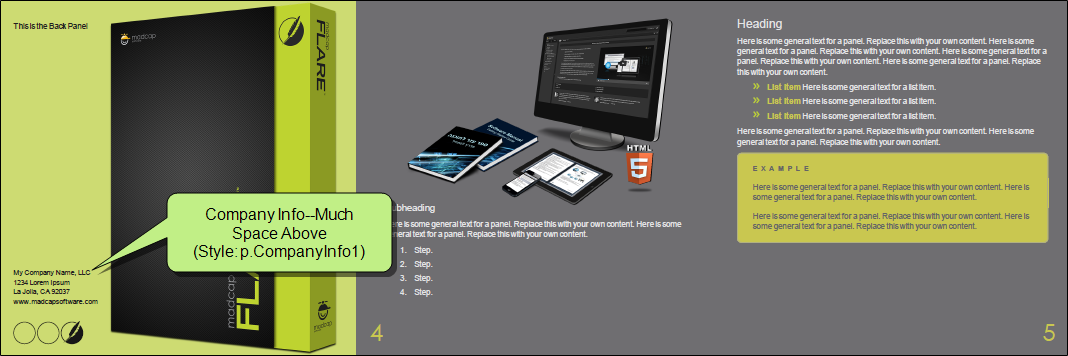 This is the Back Panel
madcap
FLARE
madcap
Company Info--Much
Space Above
(Style: p.CompanyInfo1)
My Company Name, LLC
1234 Lorem Ipsum
La Jolla, CA 92037
www.madcapsoftware.com
madcap
FLA
madcap
Software Manual
HTML
5
ubheading
re is some general text for a panel. Replace this with your own content. Here is some
eneral text for a panel. Replace this with your own content.
1. Step.
2. Step.
3. Step.
4. Step.
4
Heading
Here is some general text for a panel. Replace this with your own content. Here is some
general text for a panel. Replace this with your own content. Here is some general text for a
panel. Replace this with your own content. Here is some general text for a panel. Replace
this with your own content.
» List item Here is some general text for a list item.
» List item Here is some general text for a list item.
» List item Here is some general text for a list item.
Here is some general text for a panel. Replace this with your own content. Here is some
general text for a panel. Replace this with your own content.
EXAMPLE
Here is some general text for a panel. Replace this with your own content. Here is
some general text for a panel. Replace this with your own content.
Here is some general text for a panel. Replace this with your own content. Here is
some general text for a panel. Replace this with your own content.
5